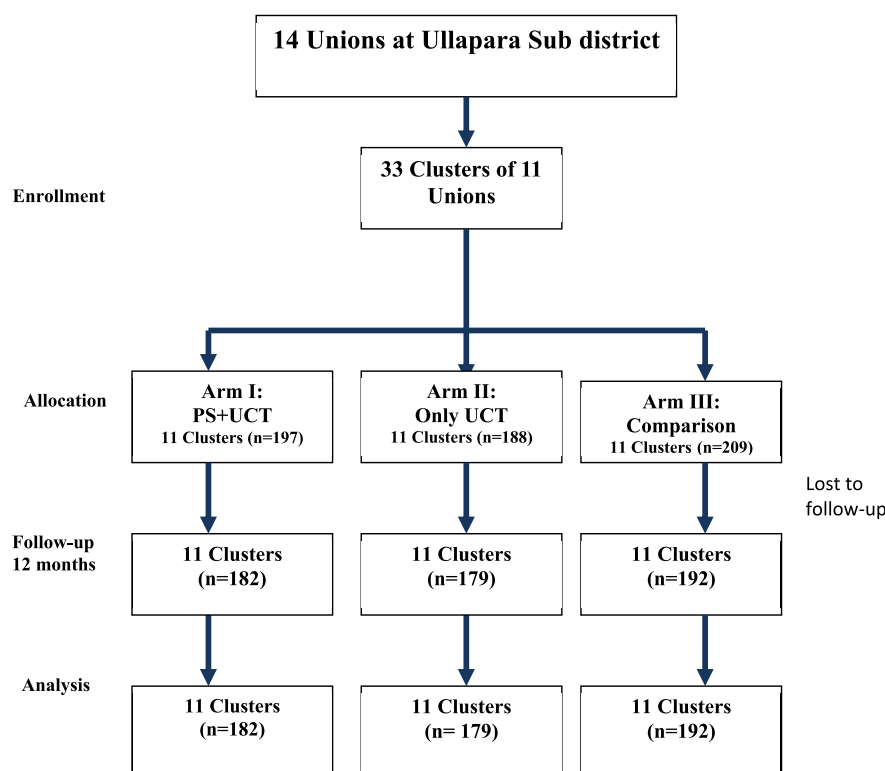 14 Unions at Ullapara Sub district
33 Clusters of 11
Unions
Enrollment
Allocation
Arm I:
PS+UCT
11 Clusters (n=197)
Arm II:
Only UCT
11 Clusters (n=188)
Arm III:
Comparison
11 Clusters (n=209)
Lost to
follow-up
Follow-up
12 months
11 Clusters
(n=182)
11 Clusters
(n=179)
11 Clusters
(n=192)
Analysis
11 Clusters
(n=182)
11 Clusters
(n= 179)
11 Clusters
(n=192)